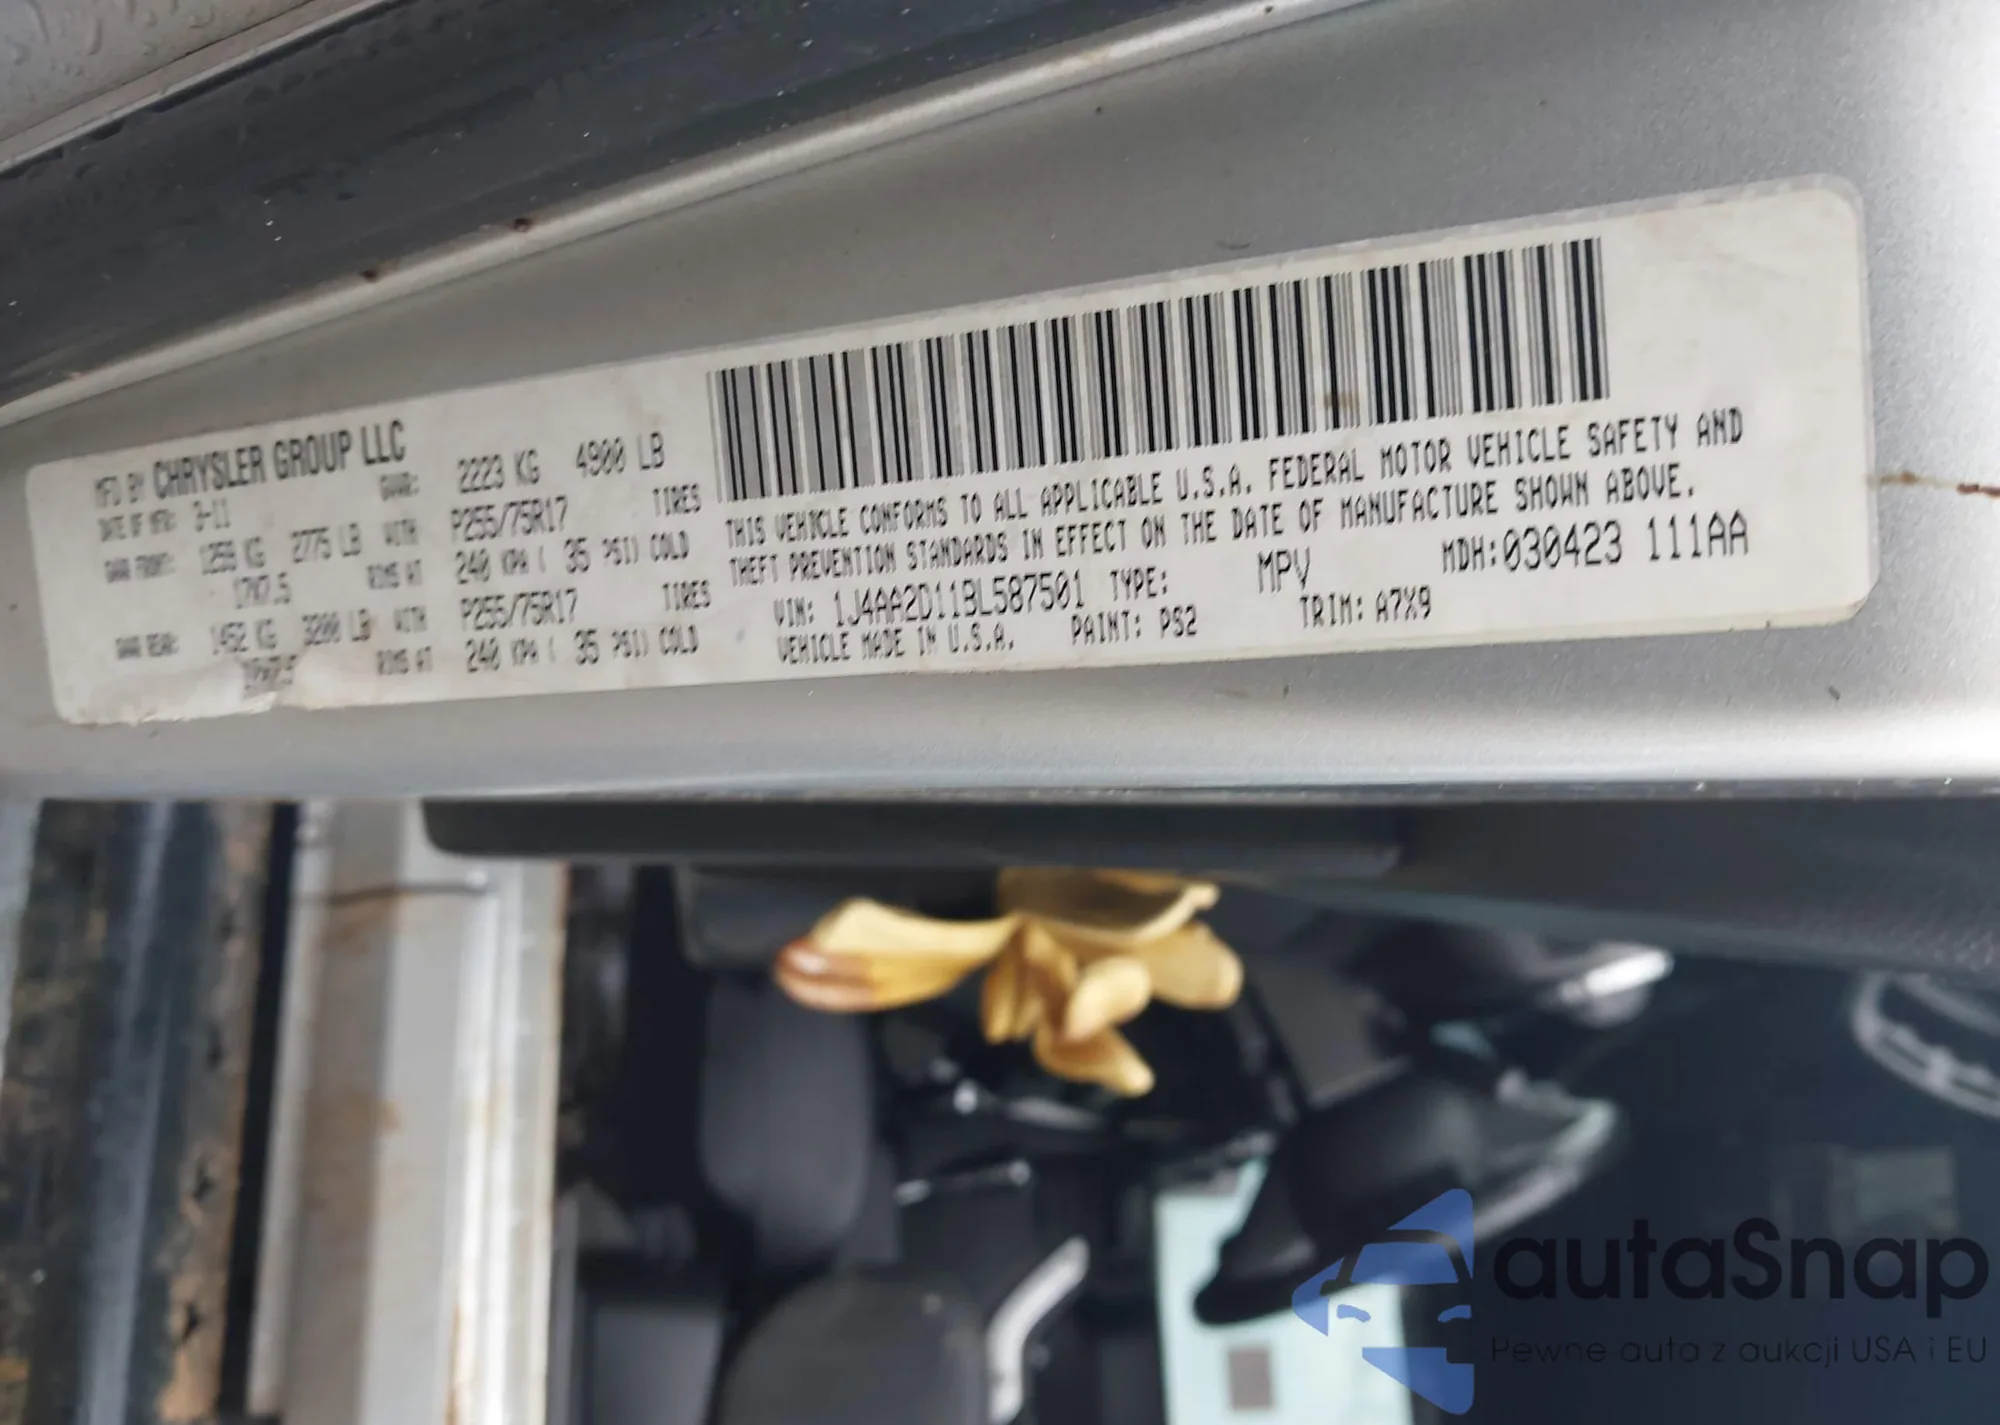 MFD BY CHRYSLER GROUP LLC
DATE OF MFR: 3-11 GVWR: 2223 KG 4900 LB
GAWR FRONT: 1259 KG 2775 LB WITH P255/75R17 TIRES
17X7.5 RIMS AT 240 KPA ( 35 PSI) COLD
GAWR REAR: 1452 KG 3200 LB WITH P255/75R17 TIRES
RIMS AT 240 KPA ( 35 PSI) COLD
THIS VEHICLE CONFORMS TO ALL APPLICABLE U.S.A. FEDERAL MOTOR VEHICLE SAFETY AND
THEFT PREVENTION STANDARDS IN EFFECT ON THE DATE OF MANUFACTURE SHOWN ABOVE.
VIN: 1J4AA2D11BL587501 TYPE: MPV MDH:030423 111AA
VEHICLE MADE IN U.S.A. PAINT: PS2 TRIM: A7X9
autaSnap
Pewne auta z aukcji USA i EU